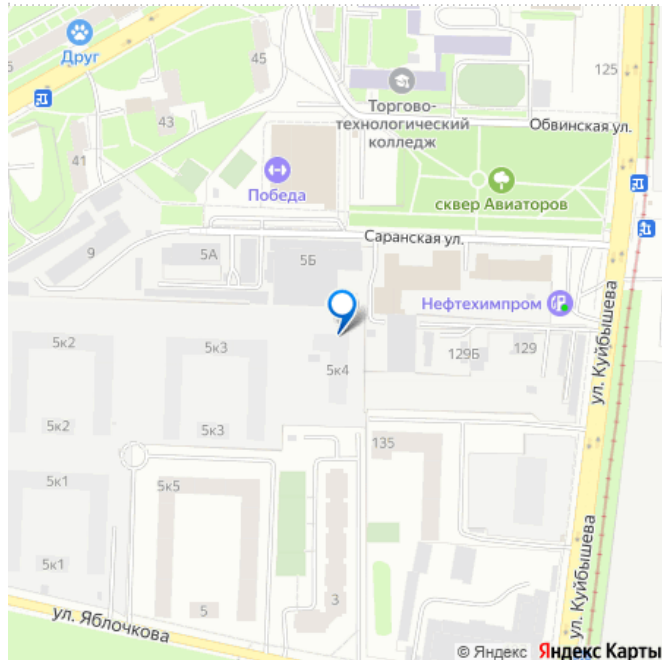 Друг
45
125
43
Торгово-
технологический
колледж
Обвинская ул.
41
Победа
сквер Авиаторов
Саранская ул.
9
5А
5Б
Нефтехимпром
5к2
5к3
129Б
129
5к4
ул. Куйбышева
5к2
5к3
135
5к1
5к5
5к1
5
3
ул. Куйбышева
ул. Яблочкова
© Яндекс Яндекс Карты